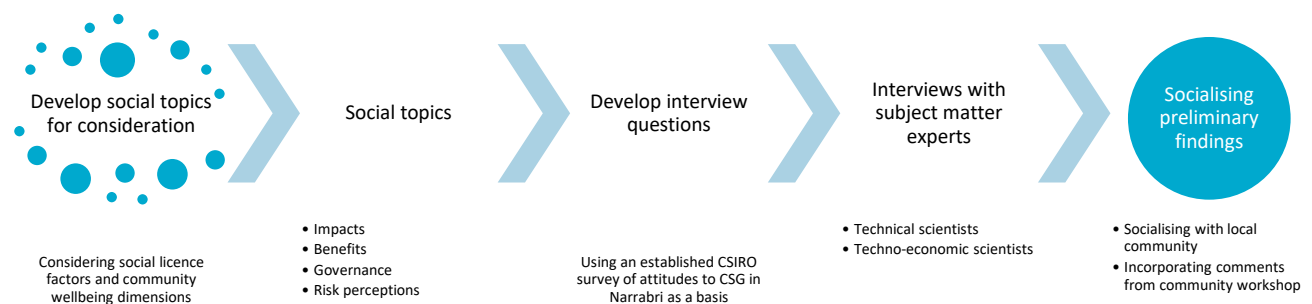 Develop social topics
for consideration
Social topics
Develop interview
questions
Interviews with
subject matter
experts
Socialising
preliminary
findings
Considering social licence
factors and community
wellbeing dimensions
• Impacts
• Benefits
• Governance
• Risk perceptions
Using an established CSIRO
survey of attitudes to CSG in
Narrabri as a basis
• Technical scientists
• Techno-economic scientists
• Socialising with local
community
• Incorporating comments
from community workshop